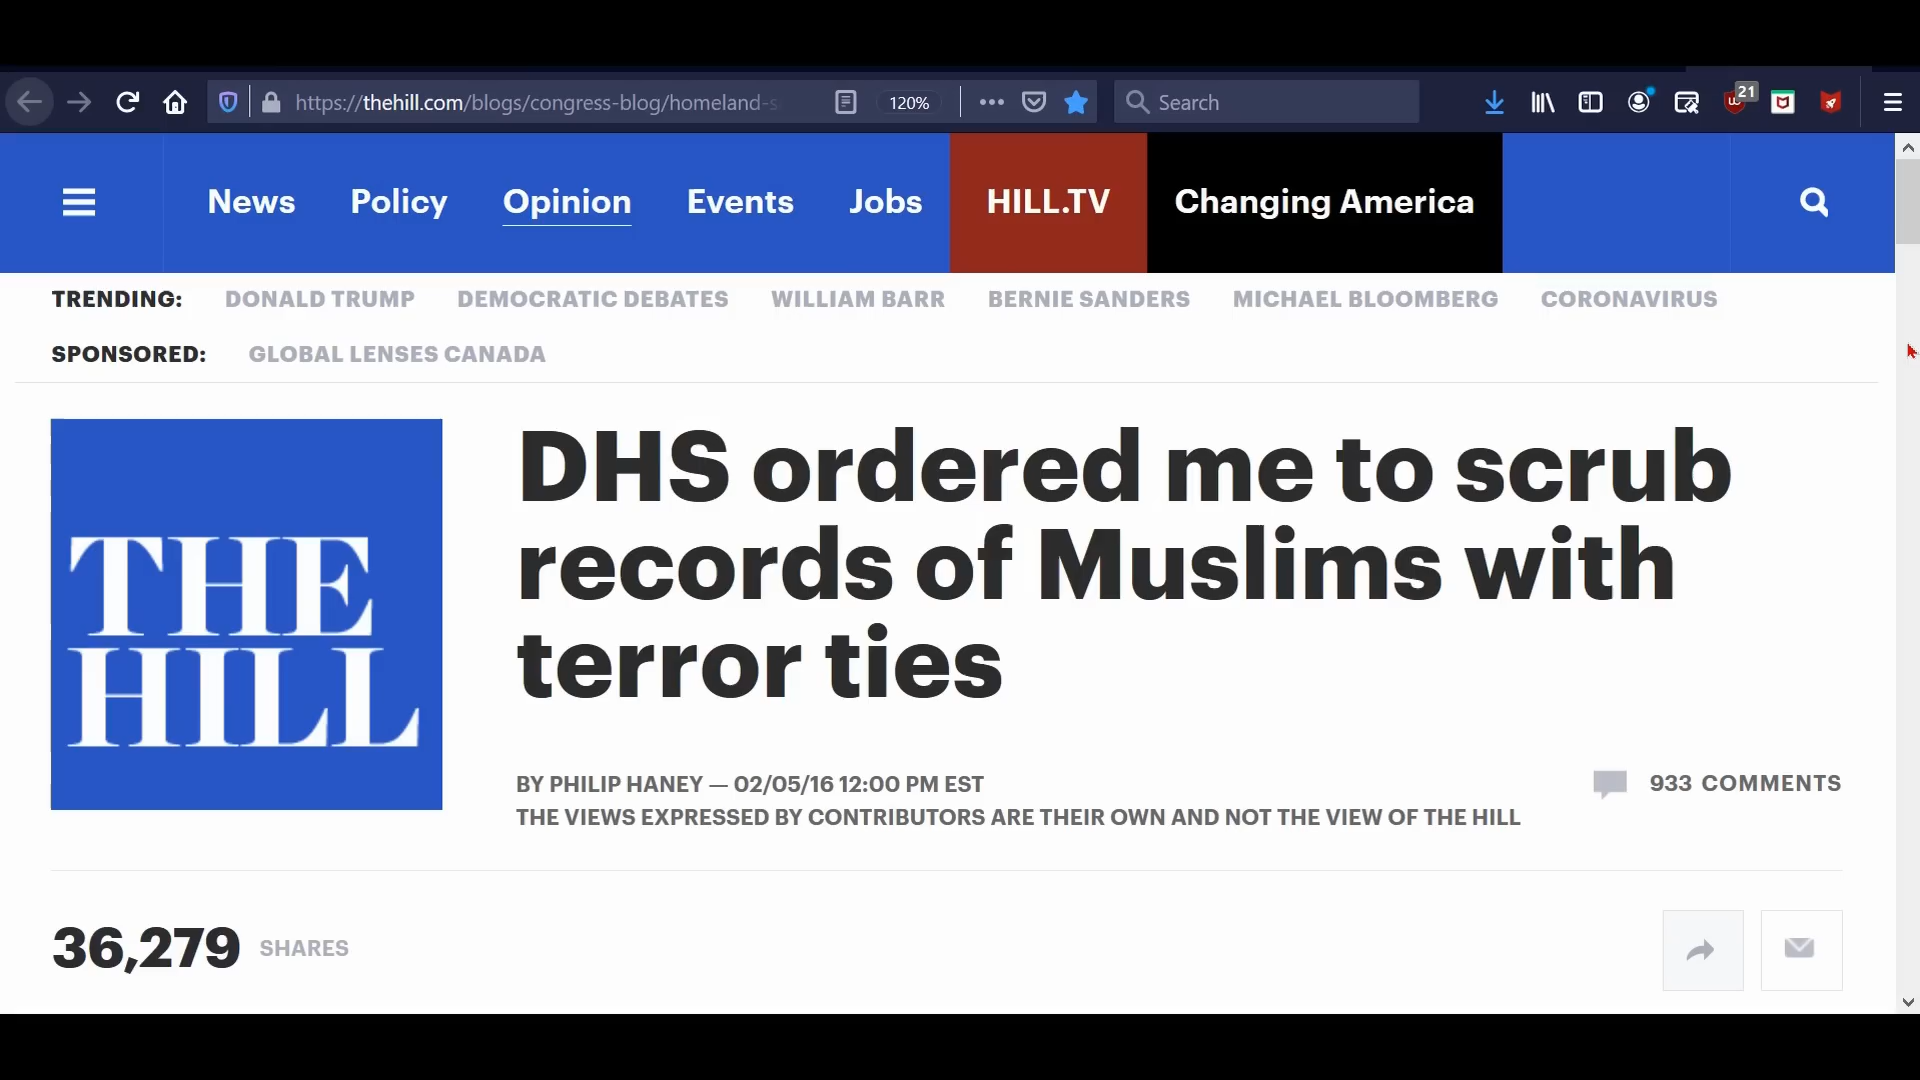 https://thehill.com/blogs/congress-blog/homeland-s
120%
Search
21
News Policy Opinion Events Jobs HILL.TV Changing America
TRENDING: DONALD TRUMP DEMOCRATIC DEBATES WILLIAM BARR BERNIE SANDERS MICHAEL BLOOMBERG CORONAVIRUS
SPONSORED: GLOBAL LENSES CANADA
THE
HILL
DHS ordered me to scrub
records of Muslims with
terror ties
BY PHILIP HANEY — 02/05/16 12:00 PM EST
933 COMMENTS
THE VIEWS EXPRESSED BY CONTRIBUTORS ARE THEIR OWN AND NOT THE VIEW OF THE HILL
36,279 SHARES